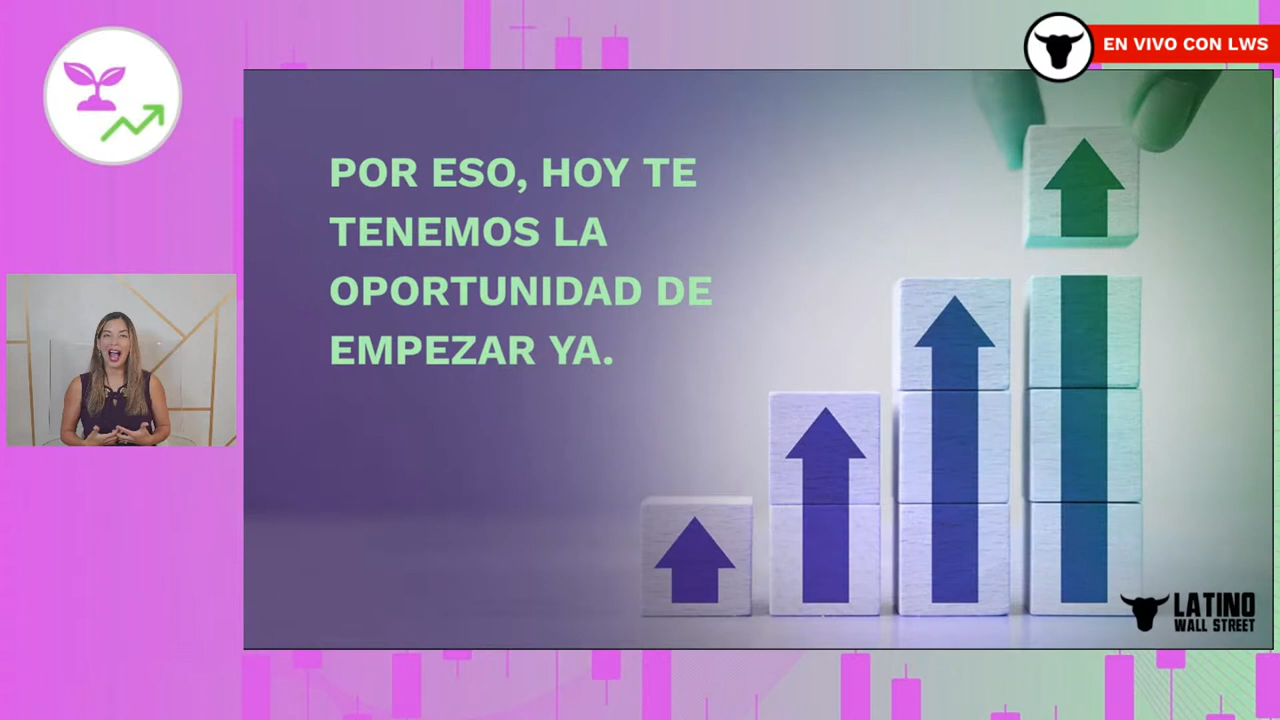 EN VIVO CON LWS
POR ESO, HOY TE
TENEMOS LA
OPORTUNIDAD DE
EMPEZAR YA.
LATINO
WALL STREET